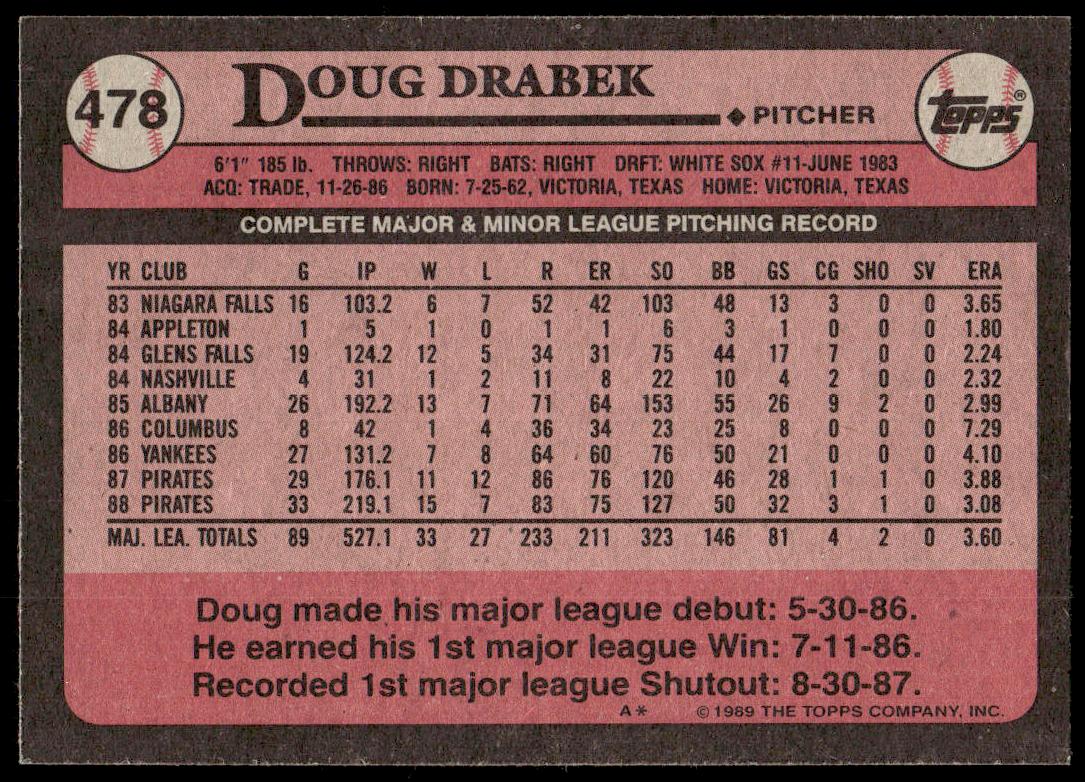 478
DOUG DRABEK
◆ PITCHER
topps®
6'1" 185 lb. THROWS: RIGHT BATS: RIGHT DRFT: WHITE SOX #11-JUNE 1983
ACQ: TRADE, 11-26-86 BORN: 7-25-62, VICTORIA, TEXAS HOME: VICTORIA, TEXAS
COMPLETE MAJOR & MINOR LEAGUE PITCHING RECORD
YR CLUB G IP W L R ER SO BB GS CG SHO SV ERA
83 NIAGARA FALLS 16 103.2 6 7 52 42 103 48 13 3 0 0 3.65
84 APPLETON 1 5 1 0 1 1 6 3 1 0 0 0 1.80
84 GLENS FALLS 19 124.2 12 5 34 31 75 44 17 7 0 0 2.24
84 NASHVILLE 4 31 1 2 11 8 22 10 4 2 0 0 2.32
85 ALBANY 26 192.2 13 7 71 64 153 55 26 9 2 0 2.99
86 COLUMBUS 8 42 1 4 36 34 23 25 8 0 0 0 7.29
86 YANKEES 27 131.2 7 8 64 60 76 50 21 0 0 0 4.10
87 PIRATES 29 176.1 11 12 86 76 120 46 28 1 1 0 3.88
88 PIRATES 33 219.1 15 7 83 75 127 50 32 3 1 0 3.08
MAJ. LEA. TOTALS 89 527.1 33 27 233 211 323 146 81 4 2 0 3.60
Doug made his major league debut: 5-30-86.
He earned his 1st major league Win: 7-11-86.
Recorded 1st major league Shutout: 8-30-87.
A* © 1989 THE TOPPS COMPANY, INC.